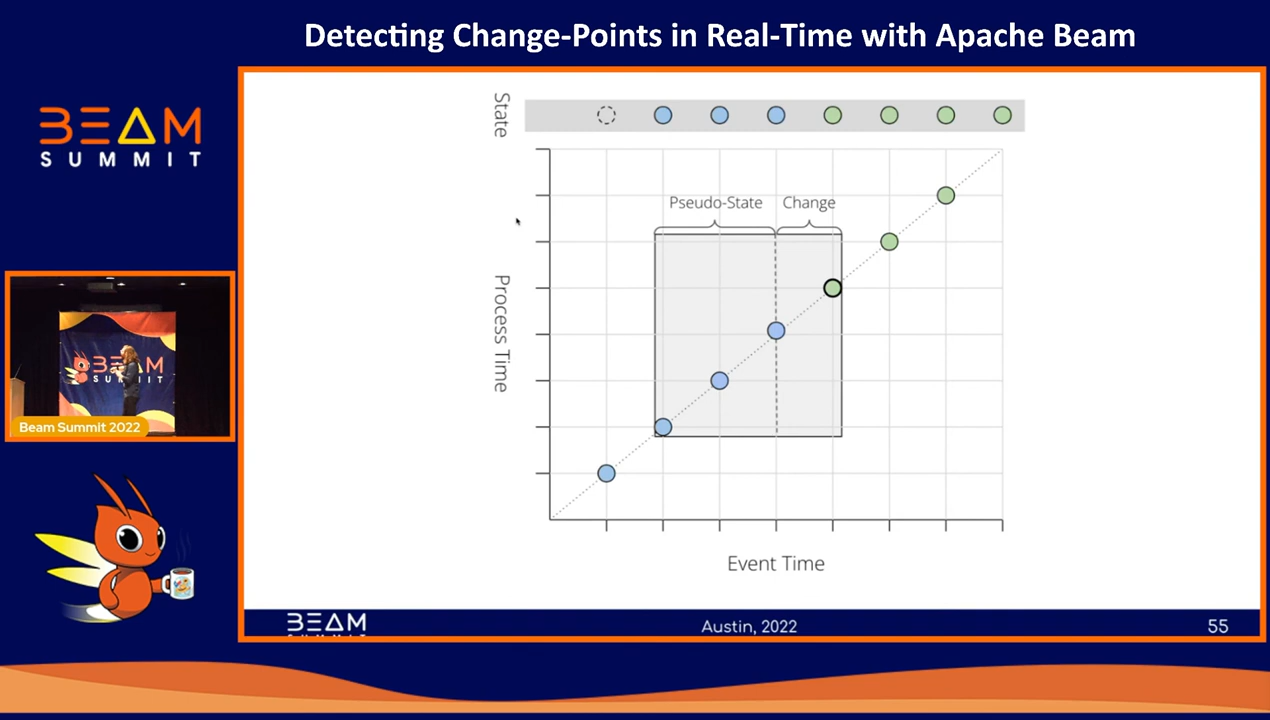 Detecting Change-Points in Real-Time with Apache Beam
BEAM
SUMMIT
State
Pseudo-State
Change
Process Time
Event Time
BEAM
SUMMIT
Beam Summit 2022
BEAM
Austin, 2022
55